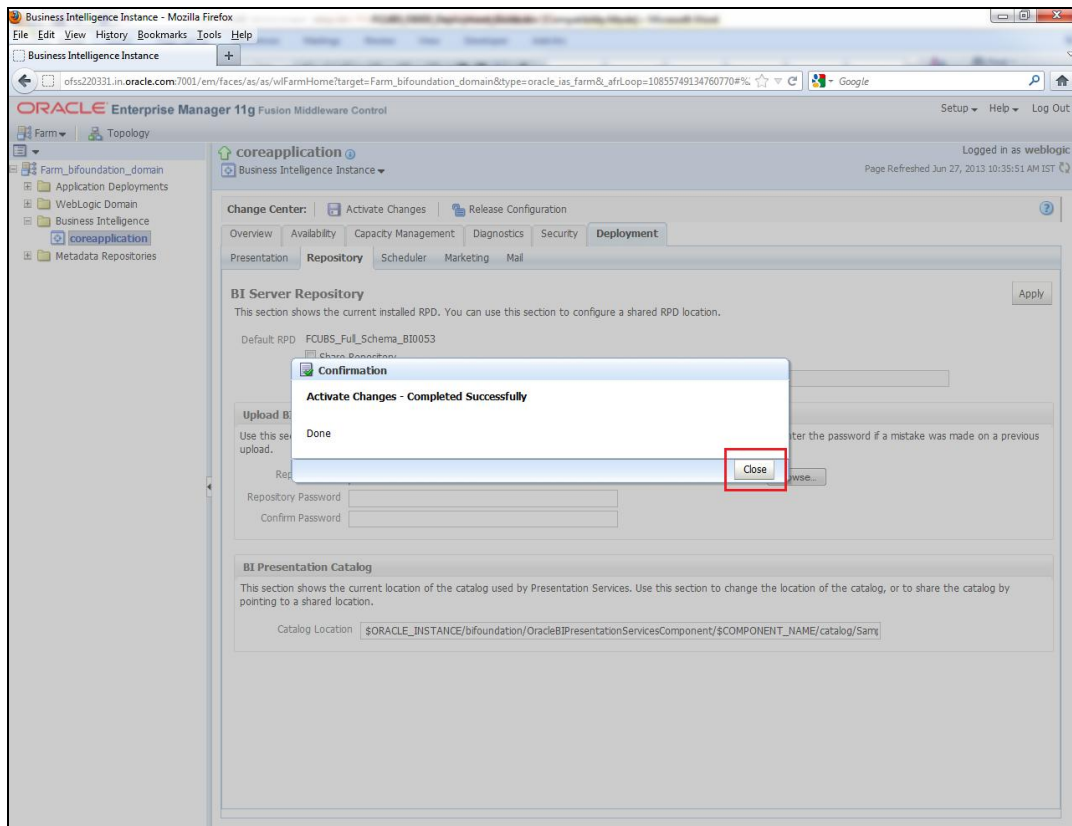 Business Intelligence Instance - Mozilla Firefox
File Edit View History Bookmarks Tools Help
Business Intelligence Instance
+
ofss220331.in.oracle.com:7001/em/faces/as/as/wlFarmHome?target=Farm_bifoundation_domain&type=oracle_ias_farm&_afrLoop=10855749134760770#%
Google
ORACLE Enterprise Manager 11g Fusion Middleware Control
Setup Help Log Out
Farm Topology
coreapplication
Logged in as weblogic
Business Intelligence Instance
Page Refreshed Jun 27, 2013 10:35:51 AM IST
Farm_bifoundation_domain
Application Deployments
WebLogic Domain
Business Intelligence
coreapplication
Metadata Repositories
Change Center: Activate Changes Release Configuration
Overview Availability Capacity Management Diagnostics Security Deployment
Presentation Repository Scheduler Marketing Mail
BI Server Repository
Apply
This section shows the current installed RPD. You can use this section to configure a shared RPD location.
Default RPD FCUBS_Full_Schema_BI0053
Share Repository
Confirmation
Activate Changes - Completed Successfully
Done
Close
Upload B
Use this se
ter the password if a mistake was made on a previous
upload.
Rep
wse...
Repository Password
Confirm Password
BI Presentation Catalog
This section shows the current location of the catalog used by Presentation Services. Use this section to change the location of the catalog, or to share the catalog by
pointing to a shared location.
Catalog Location $ORACLE_INSTANCE/bifoundation/OracleBIPresentationServicesComponent/$COMPONENT_NAME/catalog/Samp